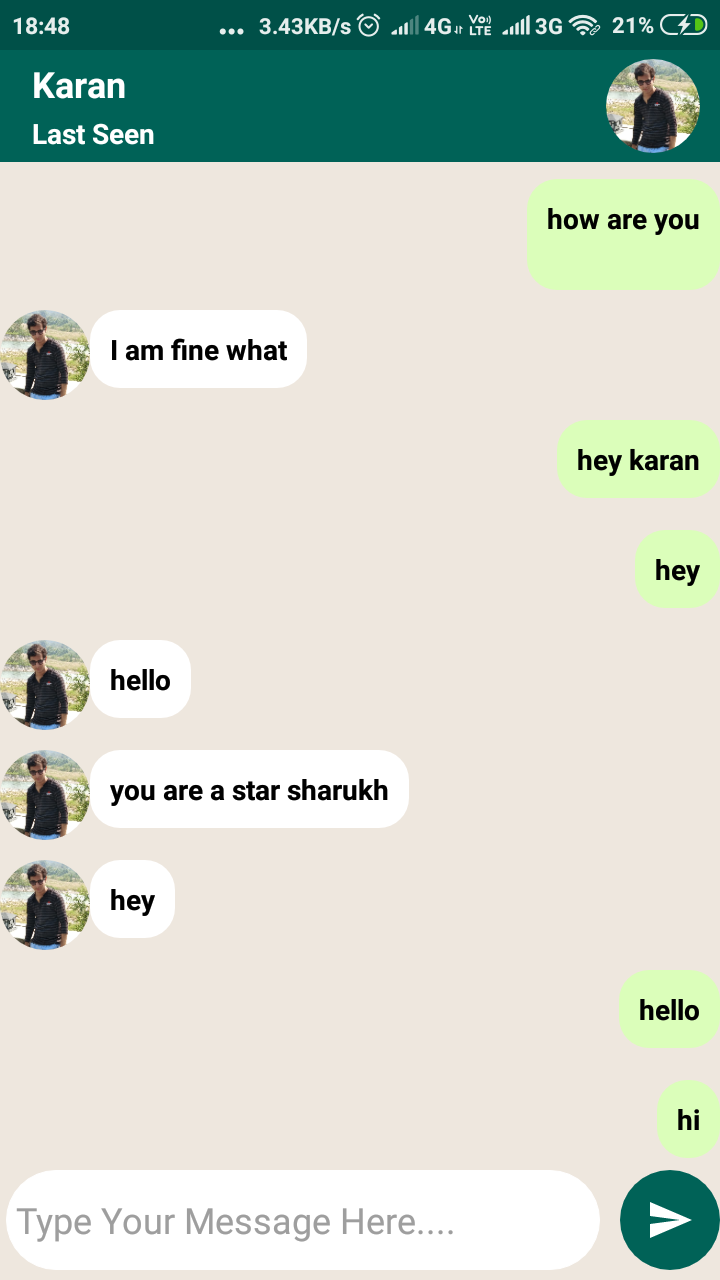 18:48 ... 3.43KB/s 4G Vo) LTE 3G 21%
Karan
Last Seen
how are you
I am fine what
hey karan
hey
hello
you are a star sharukh
hey
hello
hi
Type Your Message Here....